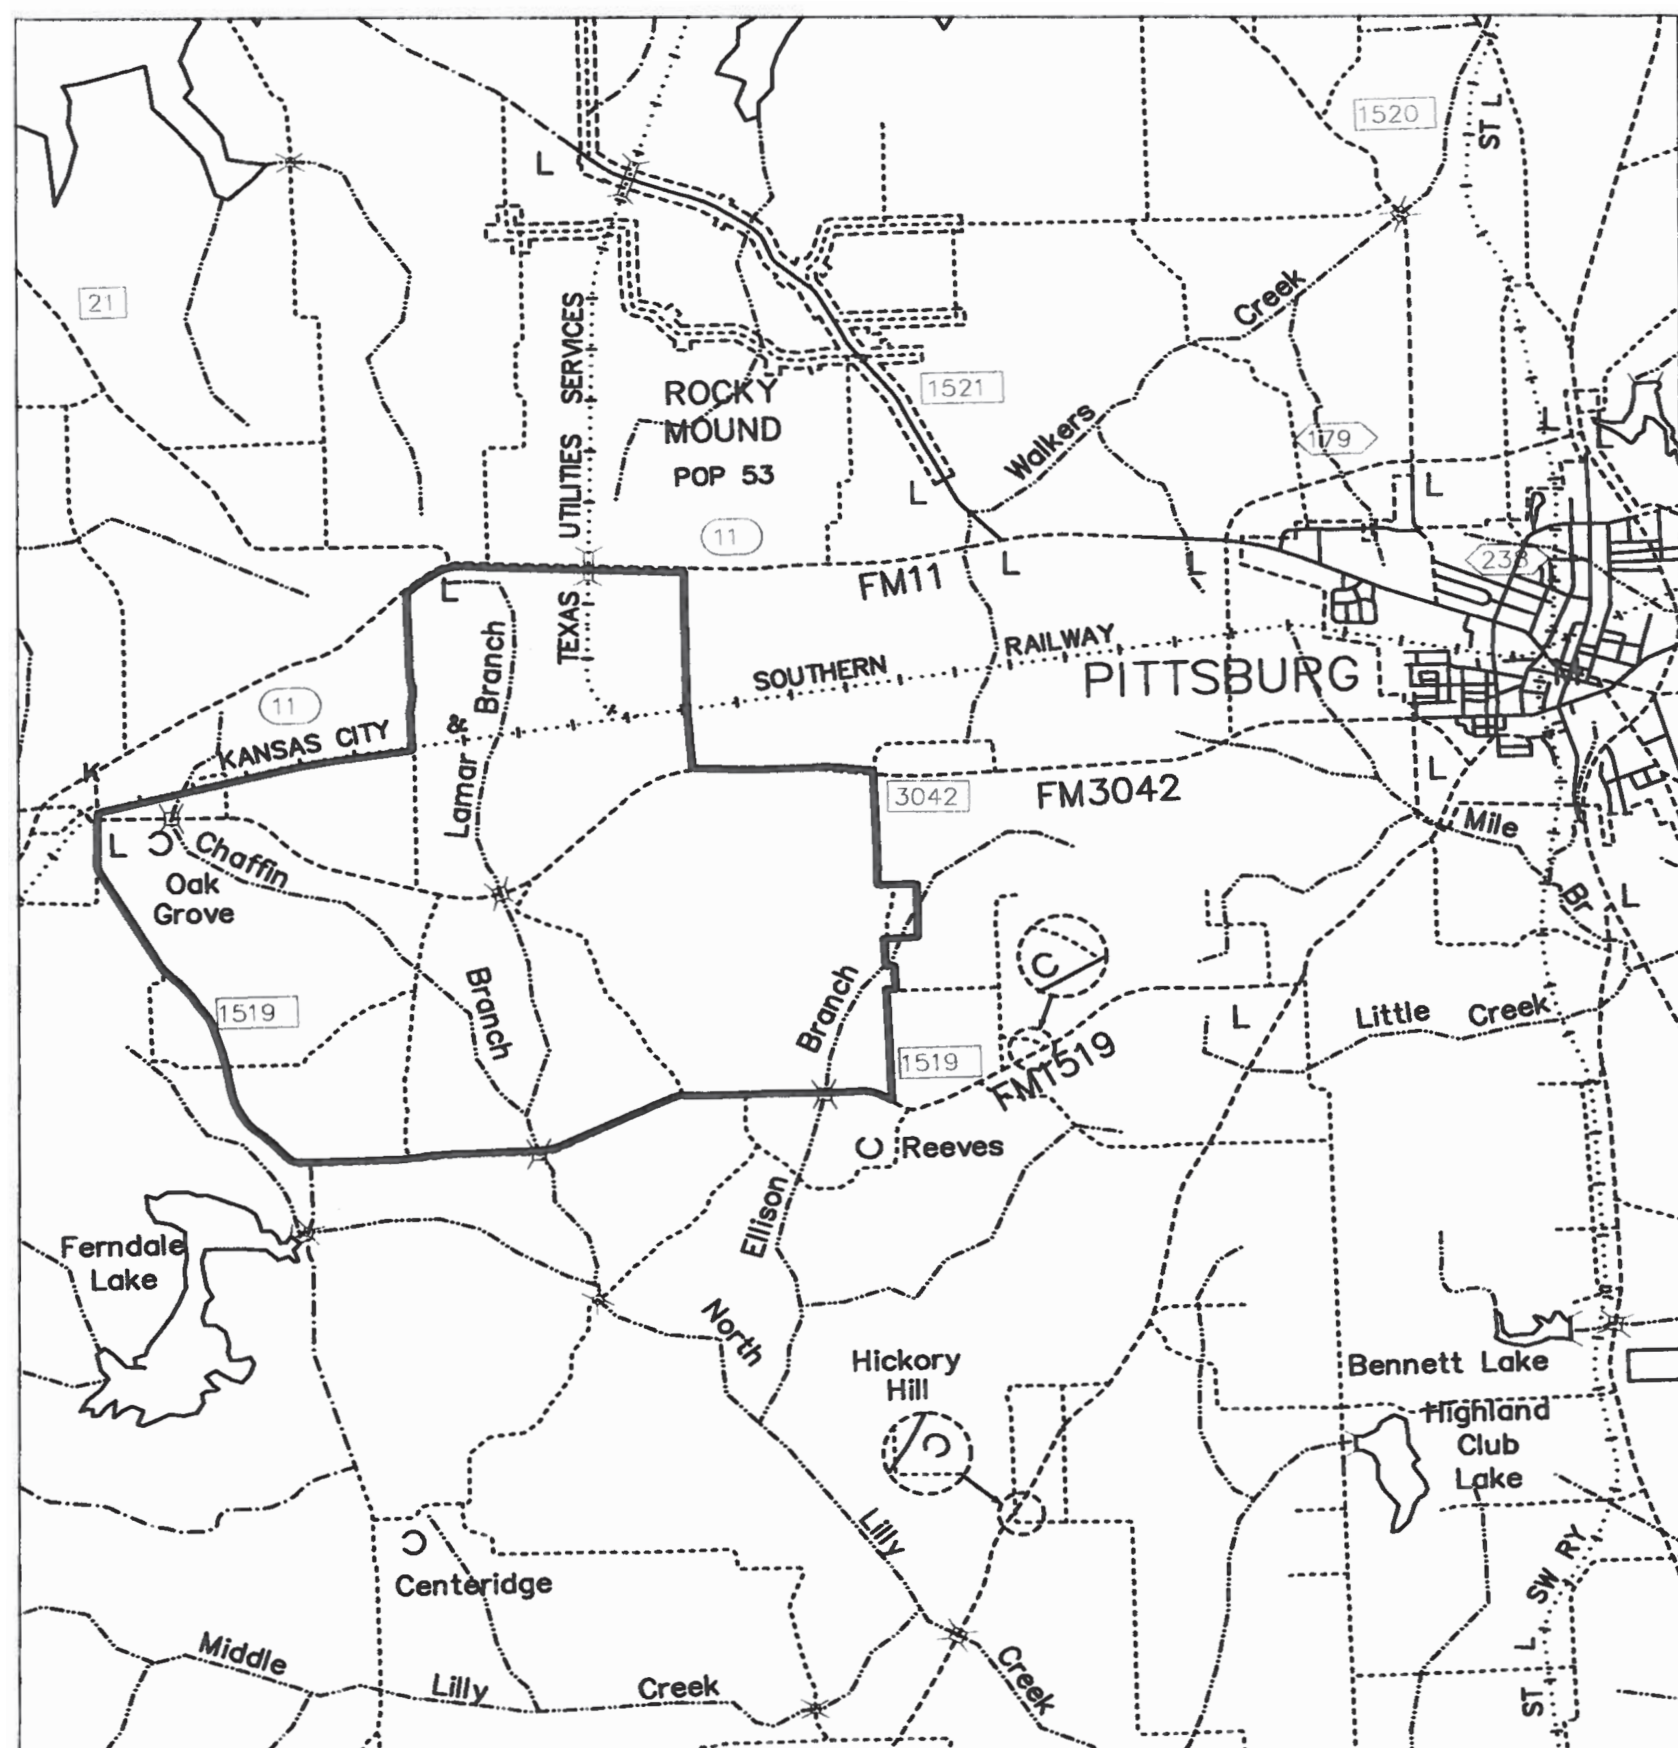 1520
ST L
L
21
Creek
TEXAS UTILITIES SERVICES
ROCKY
MOUND
POP 53
1521
Walkers
179
L
L
L
L
11
FM11
L
L
238
L
Lamar & Branch
11
KANSAS CITY
SOUTHERN
RAILWAY
PITTSBURG
K
3042
FM3042
L
Mile
Br
L
C
Chaffin
Oak
Grove
L
Branch
Branch
C
1519
L
Little Creek
1519
FM1519
C Reeves
Ellison
Ferndale
Lake
North
Hickory
Hill
C
Bennett Lake
Highland
Club
Lake
Lilly
C
Centeridge
SW RY
ST L
Middle
Lilly
Creek
Creek